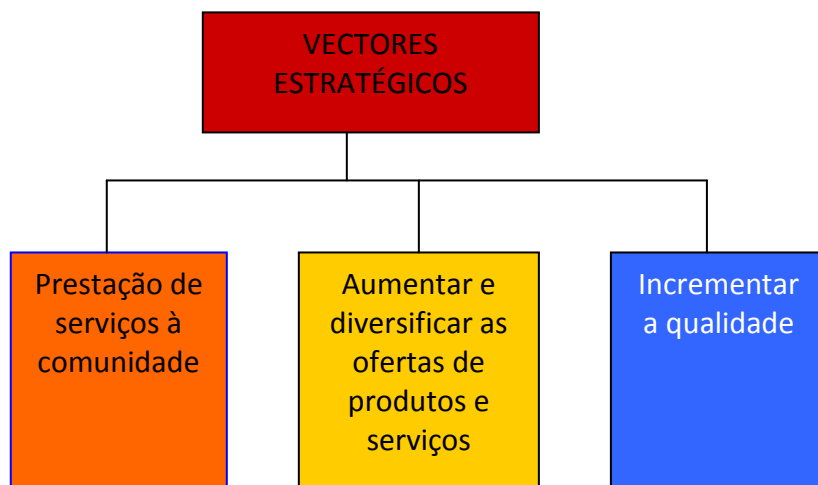 VECTORES
ESTRATÉGICOS
Prestação de
serviços à
comunidade
Aumentar e
diversificar as
ofertas de
produtos e
serviços
Incrementar
a qualidade